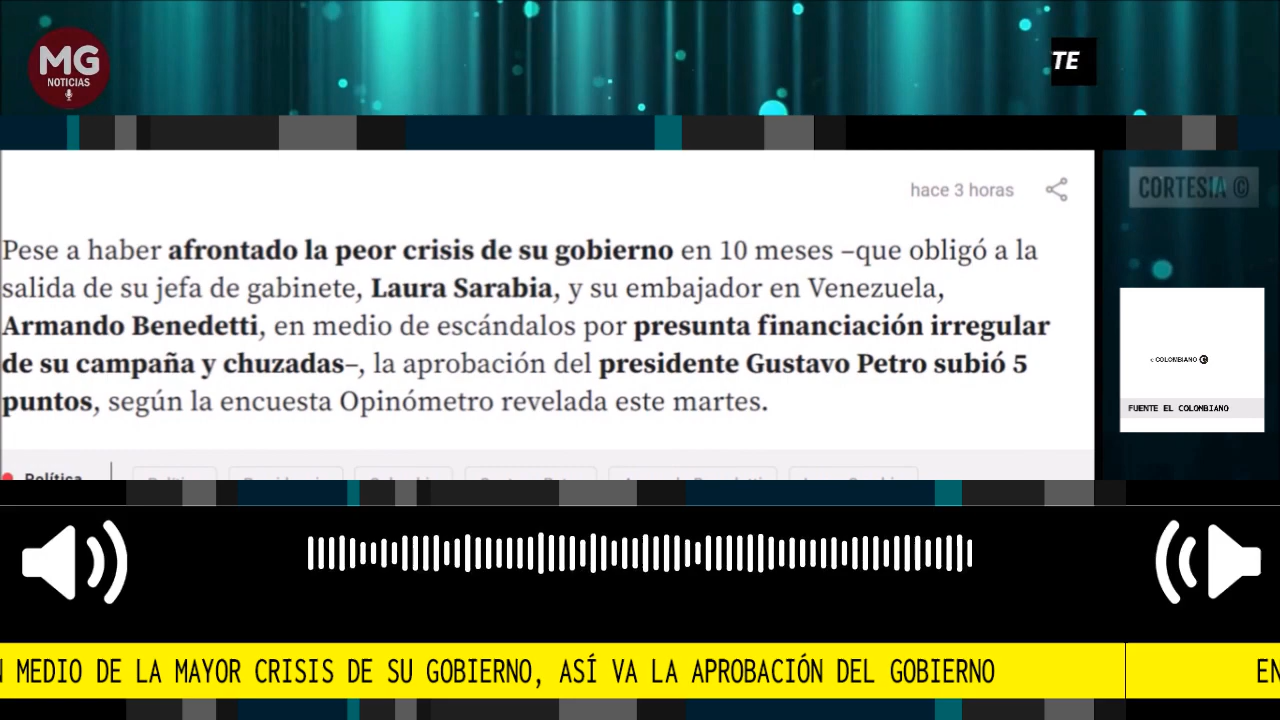 MG
NOTICIAS
TE
CORTESIA ©
hace 3 horas
Pese a haber afrontado la peor crisis de su gobierno en 10 meses –que obligó a la
salida de su jefa de gabinete, Laura Sarabia, y su embajador en Venezuela,
Armando Benedetti, en medio de escándalos por presunta financiación irregular
de su campaña y chuzadas–, la aprobación del presidente Gustavo Petro subió 5
puntos, según la encuesta Opinómetro revelada este martes.
COLOMBIANO
FUENTE EL COLOMBIANO
Política
MEDIO DE LA MAYOR CRISIS DE SU GOBIERNO, ASÍ VA LA APROBACIÓN DEL GOBIERNO
EN